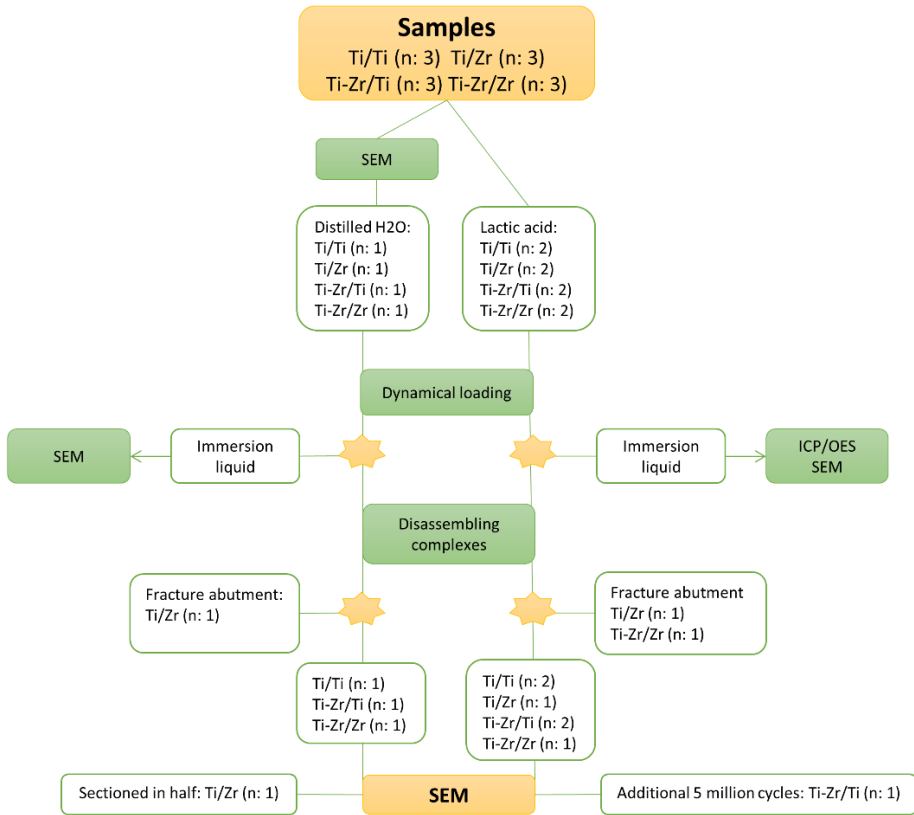 Samples
Ti/Ti (n: 3) Ti/Zr (n: 3)
Ti-Zr/Ti (n: 3) Ti-Zr/Zr (n: 3)
SEM
Distilled H2O:
Ti/Ti (n: 1)
Ti/Zr (n: 1)
Ti-Zr/Ti (n: 1)
Ti-Zr/Zr (n: 1)
Lactic acid:
Ti/Ti (n: 2)
Ti/Zr (n: 2)
Ti-Zr/Ti (n: 2)
Ti-Zr/Zr (n: 2)
Dynamical loading
SEM
Immersion
liquid
Immersion
liquid
ICP/OES
SEM
Disassembling
complexes
Fracture abutment:
Ti/Zr (n: 1)
Fracture abutment
Ti/Zr (n: 1)
Ti-Zr/Zr (n: 1)
Ti/Ti (n: 1)
Ti-Zr/Ti (n: 1)
Ti-Zr/Zr (n: 1)
Ti/Ti (n: 2)
Ti/Zr (n: 1)
Ti-Zr/Ti (n: 2)
Ti-Zr/Zr (n: 1)
Sectioned in half: Ti/Zr (n: 1)
SEM
Additional 5 million cycles: Ti-Zr/Ti (n: 1)